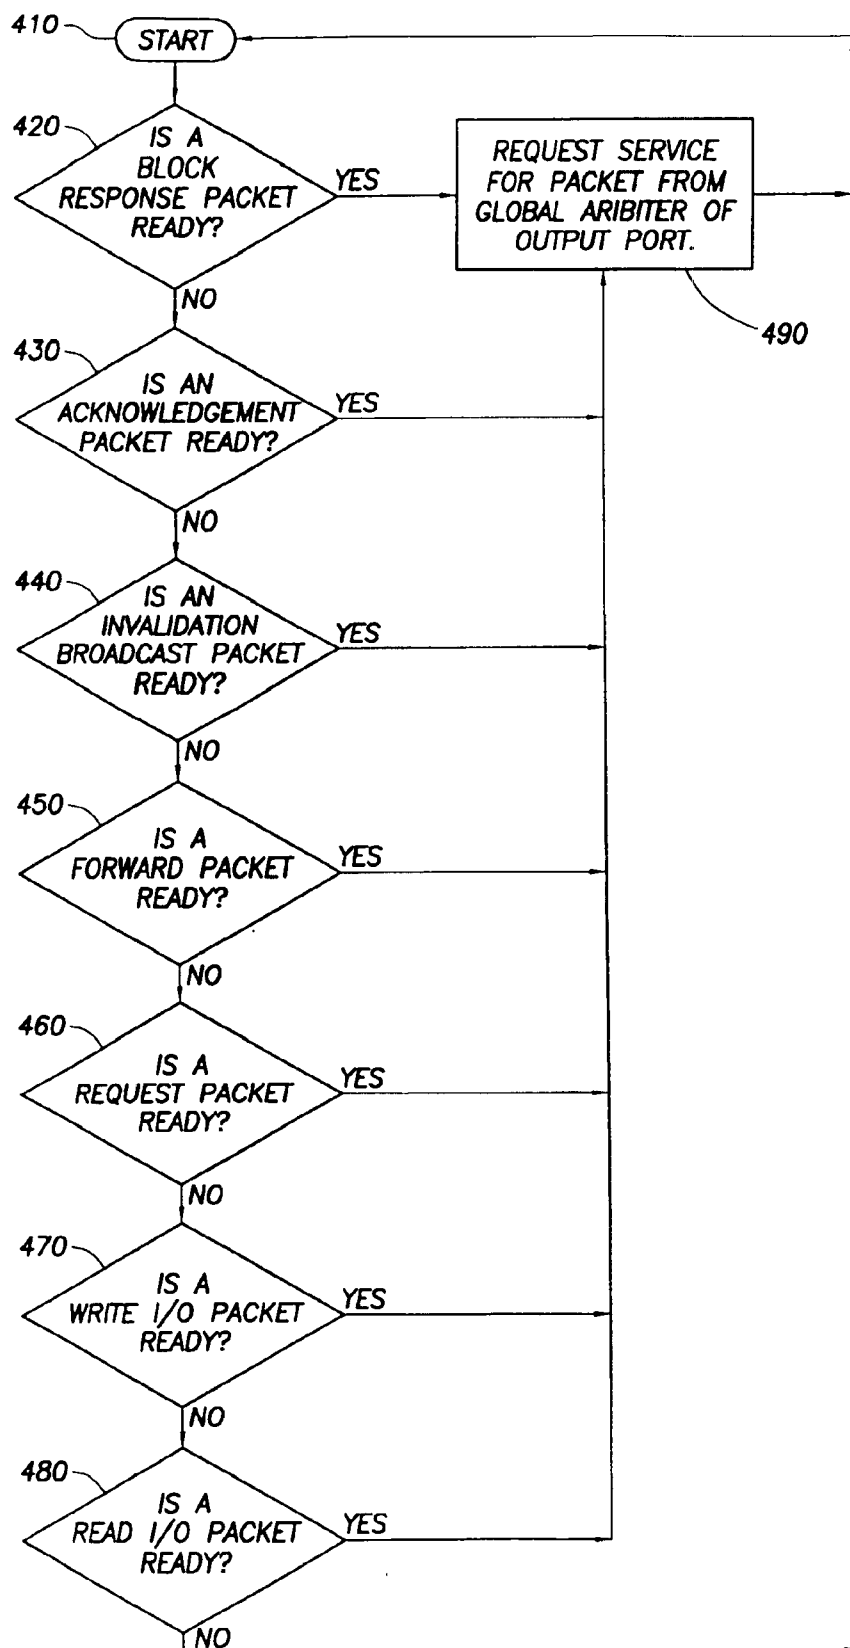 410
START
420
IS A
BLOCK
RESPONSE PACKET
READY?
YES
REQUEST SERVICE
FOR PACKET FROM
GLOBAL ARIBITER OF
OUTPUT PORT.
490
NO
430
IS AN
ACKNOWLEDGEMENT
PACKET READY?
YES
NO
440
IS AN
INVALIDATION
BROADCAST PACKET
READY?
YES
NO
450
IS A
FORWARD PACKET
READY?
YES
NO
460
IS A
REQUEST PACKET
READY?
YES
NO
470
IS A
WRITE I/O PACKET
READY?
YES
NO
480
IS A
READ I/O PACKET
READY?
YES
NO